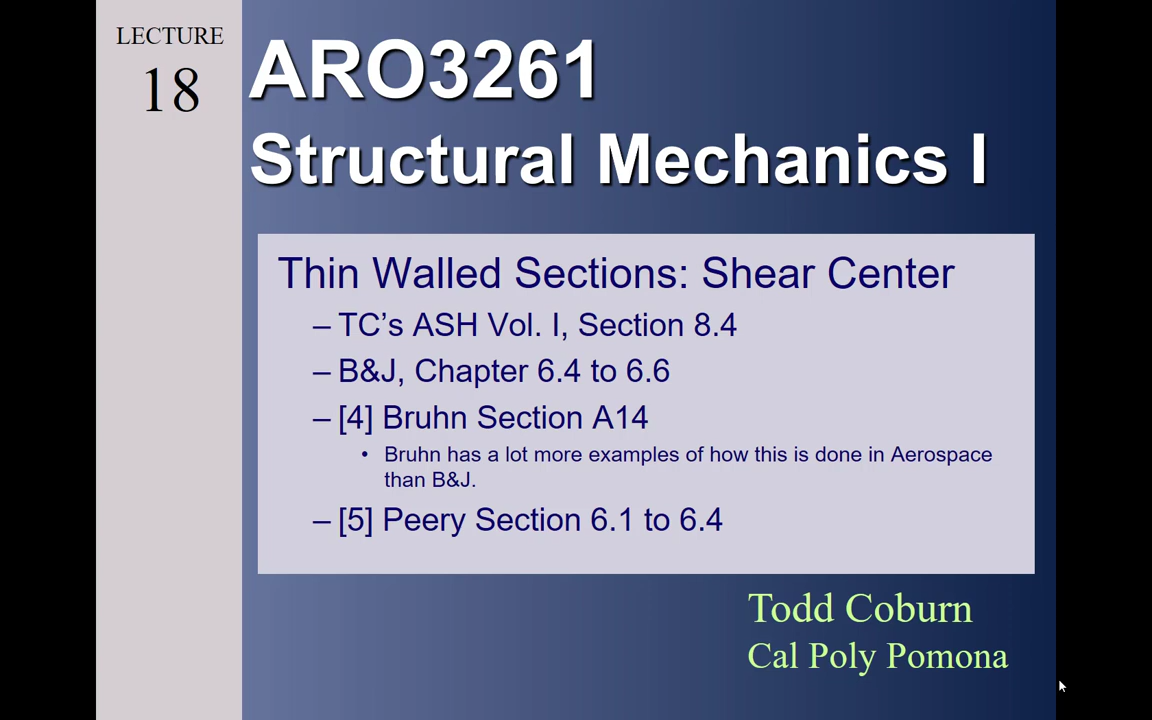 LECTURE
18
ARO3261
Structural Mechanics I
Thin Walled Sections: Shear Center
– TC’s ASH Vol. I, Section 8.4
– B&J, Chapter 6.4 to 6.6
– [4] Bruhn Section A14
• Bruhn has a lot more examples of how this is done in Aerospace
than B&J.
– [5] Peery Section 6.1 to 6.4
Todd Coburn
Cal Poly Pomona